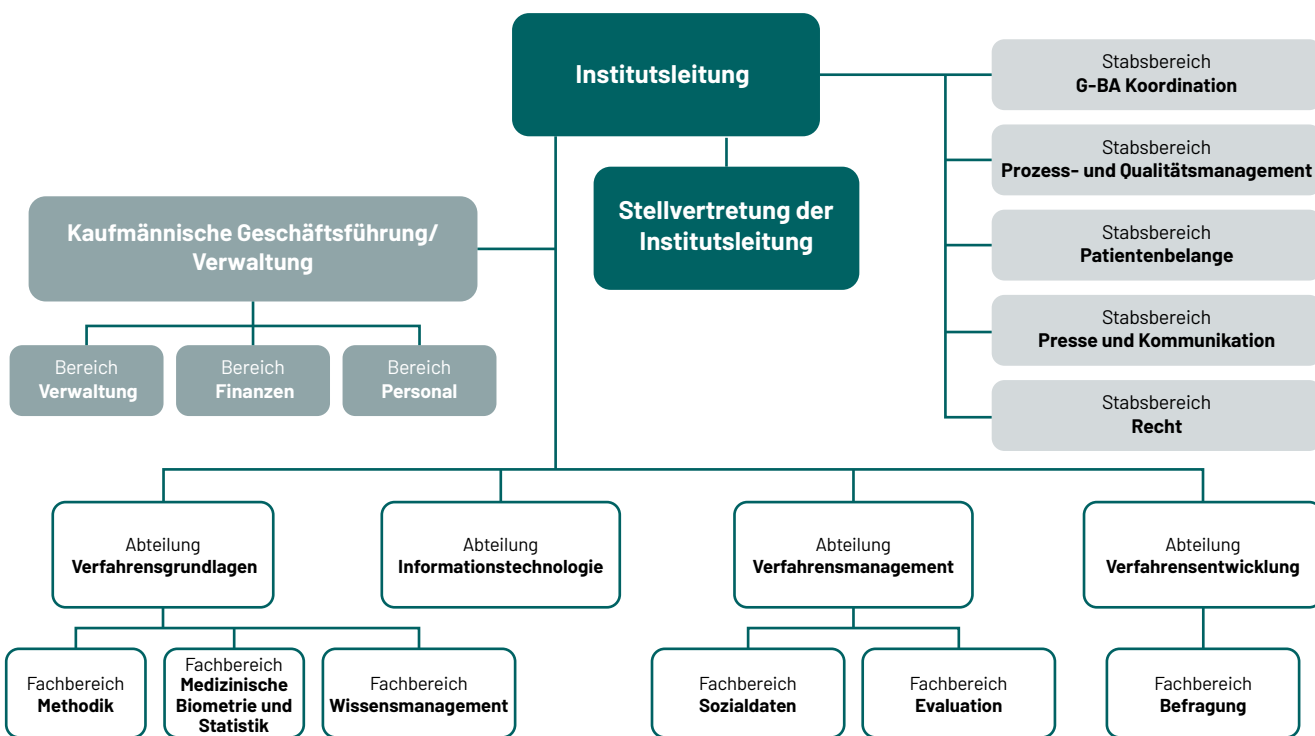 Institutsleitung
Stellvertretung der
Institutsleitung
Stabsbereich
G-BA Koordination
Stabsbereich
Prozess- und Qualitätsmanagement
Stabsbereich
Patientenbelange
Stabsbereich
Presse und Kommunikation
Stabsbereich
Recht
Kaufmännische Geschäftsführung/
Verwaltung
Bereich
Verwaltung
Bereich
Finanzen
Bereich
Personal
Abteilung
Verfahrensgrundlagen
Abteilung
Informationstechnologie
Abteilung
Verfahrensmanagement
Abteilung
Verfahrensentwicklung
Fachbereich
Methodik
Fachbereich
Medizinische
Biometrie und
Statistik
Fachbereich
Wissensmanagement
Fachbereich
Sozialdaten
Fachbereich
Evaluation
Fachbereich
Befragung